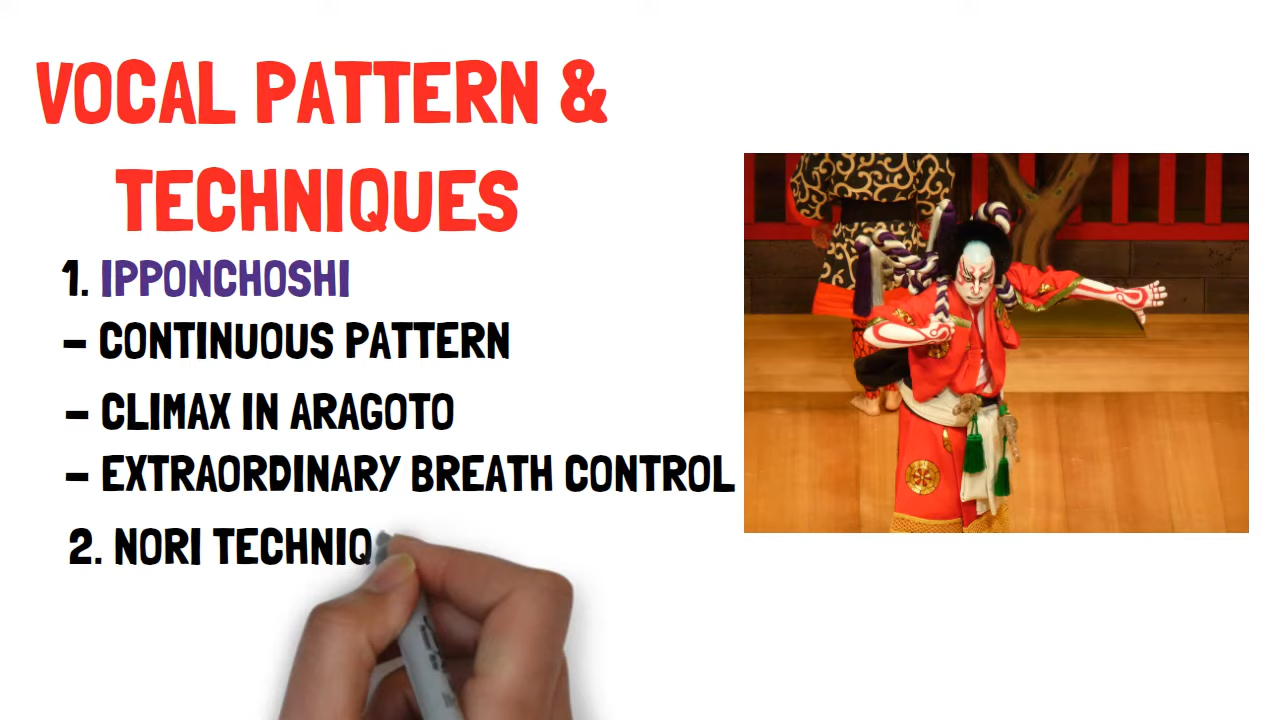 VOCAL PATTERN &
TECHNIQUES
1. IPPONCHOSHI
- CONTINUOUS PATTERN
- CLIMAX IN ARAGOTO
- EXTRAORDINARY BREATH CONTROL
2. NORI TECHNIQ